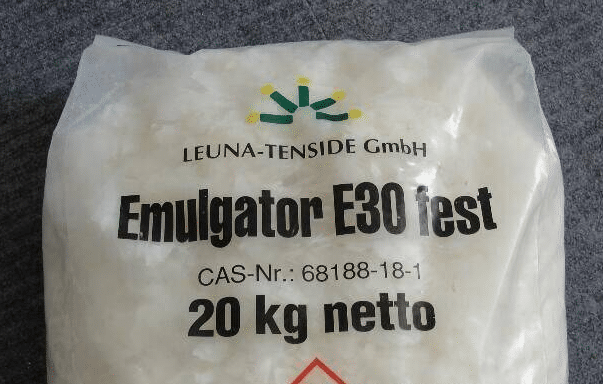 LEUNA-TENSIDE GmbH
Emulgator E30 fest
CAS-Nr.: 68188-18-1
20 kg netto